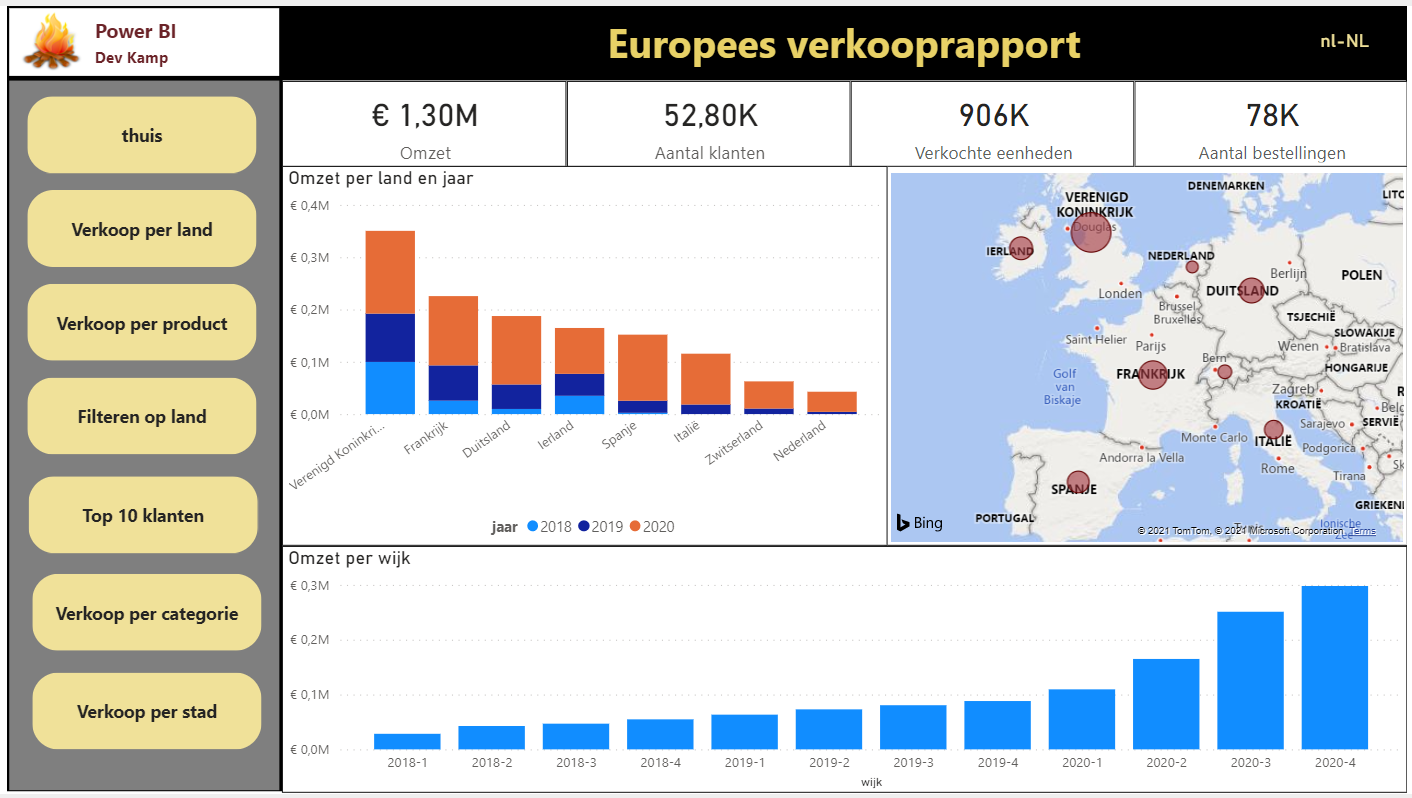 Power BI
Dev Kamp
Europees verkooprapport
nl-NL
thuis
Verkoop per land
Verkoop per product
Filteren op land
Top 10 klanten
Verkoop per categorie
Verkoop per stad
€ 1,30M
Omzet
52,80K
Aantal klanten
906K
Verkochte eenheden
78K
Aantal bestellingen
Omzet per land en jaar
€ 0,4M
€ 0,3M
€ 0,2M
€ 0,1M
€ 0,0M
Verenigd Koninkri...
Frankrijk
Duitsland
Ierland
Spanje
Italië
Zwitserland
Nederland
jaar 2018 2019 2020
DENEMARKEN
LITO
VERENIGD
KONINKRIJK
Douglas
IERLAND
NEDERLAND
Berlijn
POLEN
Londen
DUITSLAND
Brussel
Bruxelles
TSJECHIË
SLOWAKIJE
Saint Helier
Parijs
Wenen
Bratislava
Bern
HONGARIJE
Golf
van
Biskaje
FRANKRIJK
Zagreb
KROATIË
Belg
Sarajevo
SERVIË
Monte Carlo
ITALIË
Podgorica
Andorra la Vella
Rome
Sk
Tirana
SPANJE
GRIEKEN
PORTUGAL
Bing
Tunis
Ionische
Zee
© 2021 TomTom, © 2021 Microsoft Corporation Terms
Omzet per wijk
€ 0,3M
€ 0,2M
€ 0,1M
€ 0,0M
2018-1
2018-2
2018-3
2018-4
2019-1
2019-2
2019-3
2019-4
2020-1
2020-2
2020-3
2020-4
wijk